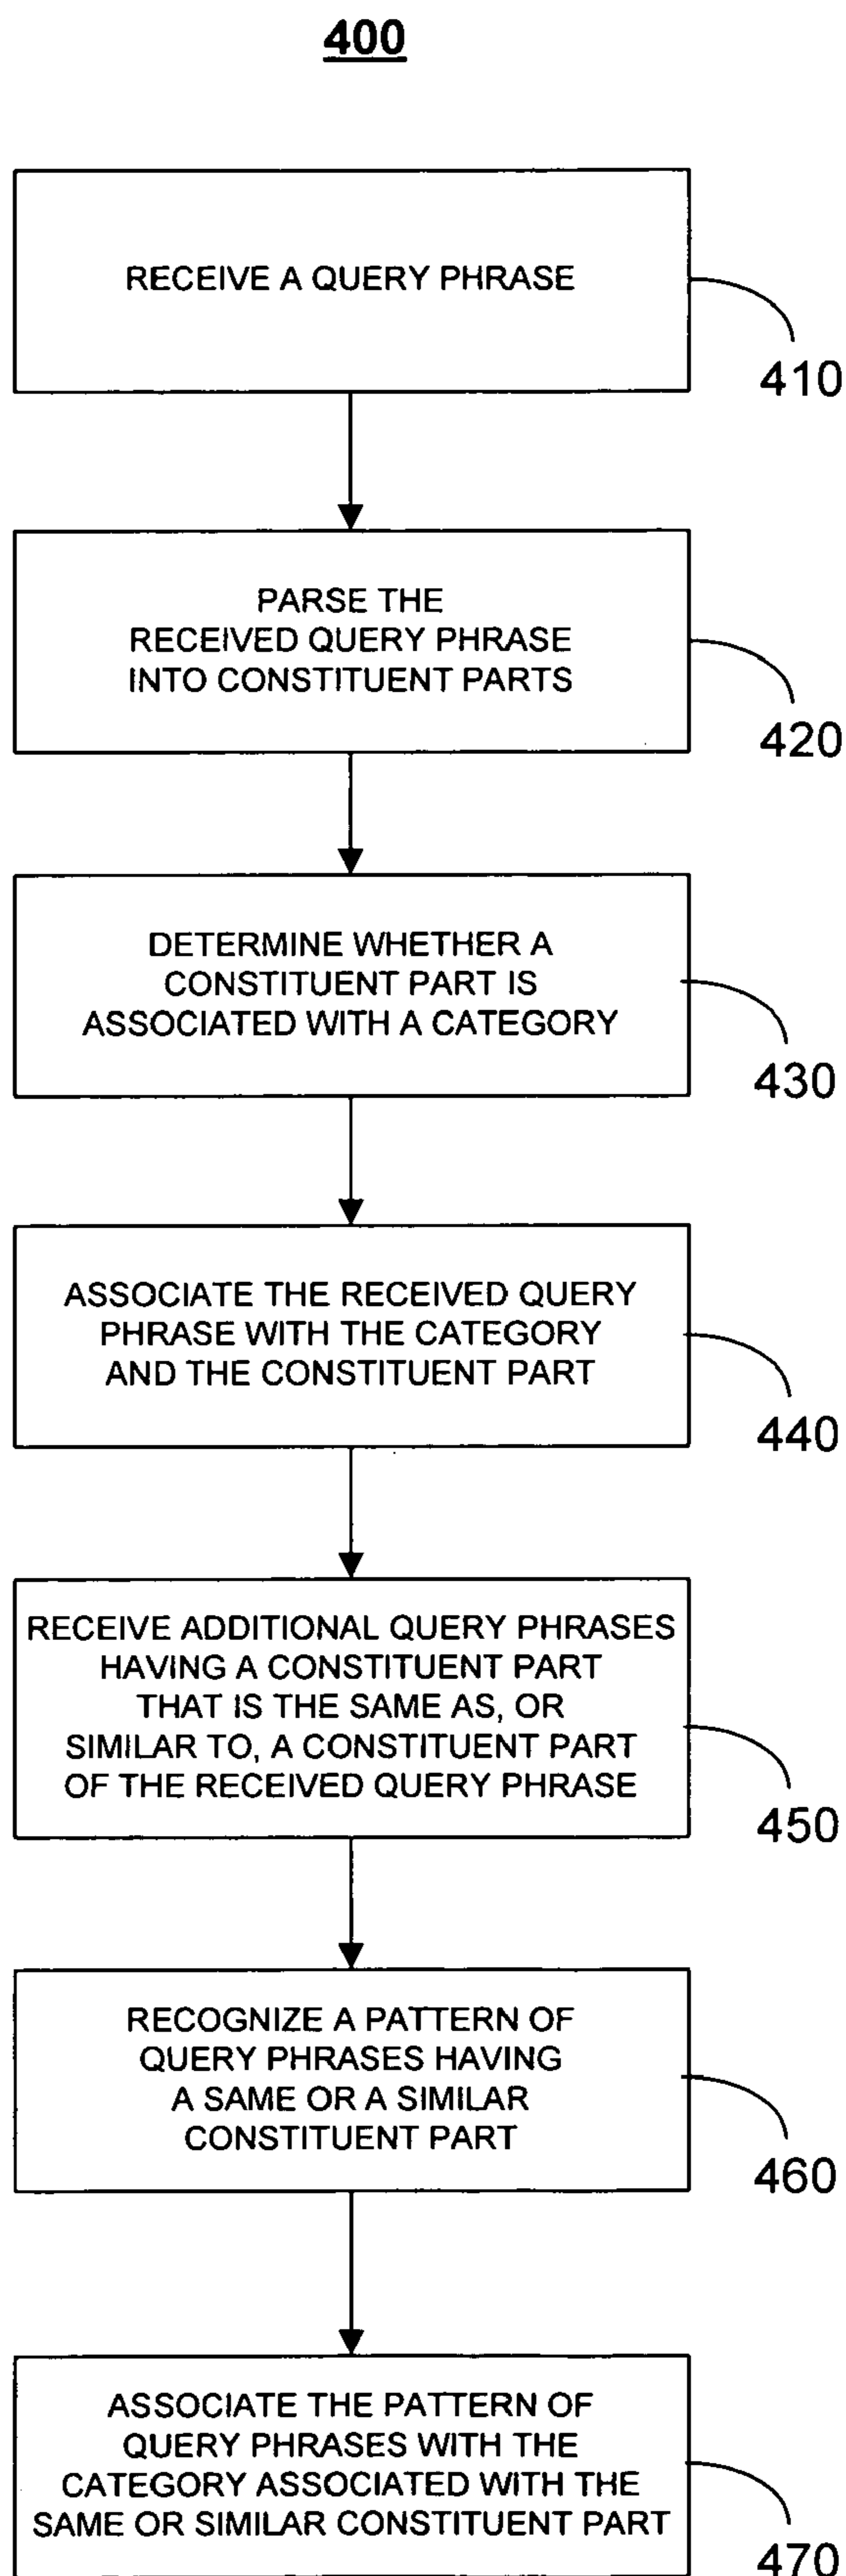 400
RECEIVE A QUERY PHRASE
410
PARSE THE
RECEIVED QUERY PHRASE
INTO CONSTITUENT PARTS
420
DETERMINE WHETHER A
CONSTITUENT PART IS
ASSOCIATED WITH A CATEGORY
430
ASSOCIATE THE RECEIVED QUERY
PHRASE WITH THE CATEGORY
AND THE CONSTITUENT PART
440
RECEIVE ADDITIONAL QUERY PHRASES
HAVING A CONSTITUENT PART
THAT IS THE SAME AS, OR
SIMILAR TO, A CONSTITUENT PART
OF THE RECEIVED QUERY PHRASE
450
RECOGNIZE A PATTERN OF
QUERY PHRASES HAVING
A SAME OR A SIMILAR
CONSTITUENT PART
460
ASSOCIATE THE PATTERN OF
QUERY PHRASES WITH THE
CATEGORY ASSOCIATED WITH THE
SAME OR SIMILAR CONSTITUENT PART
470